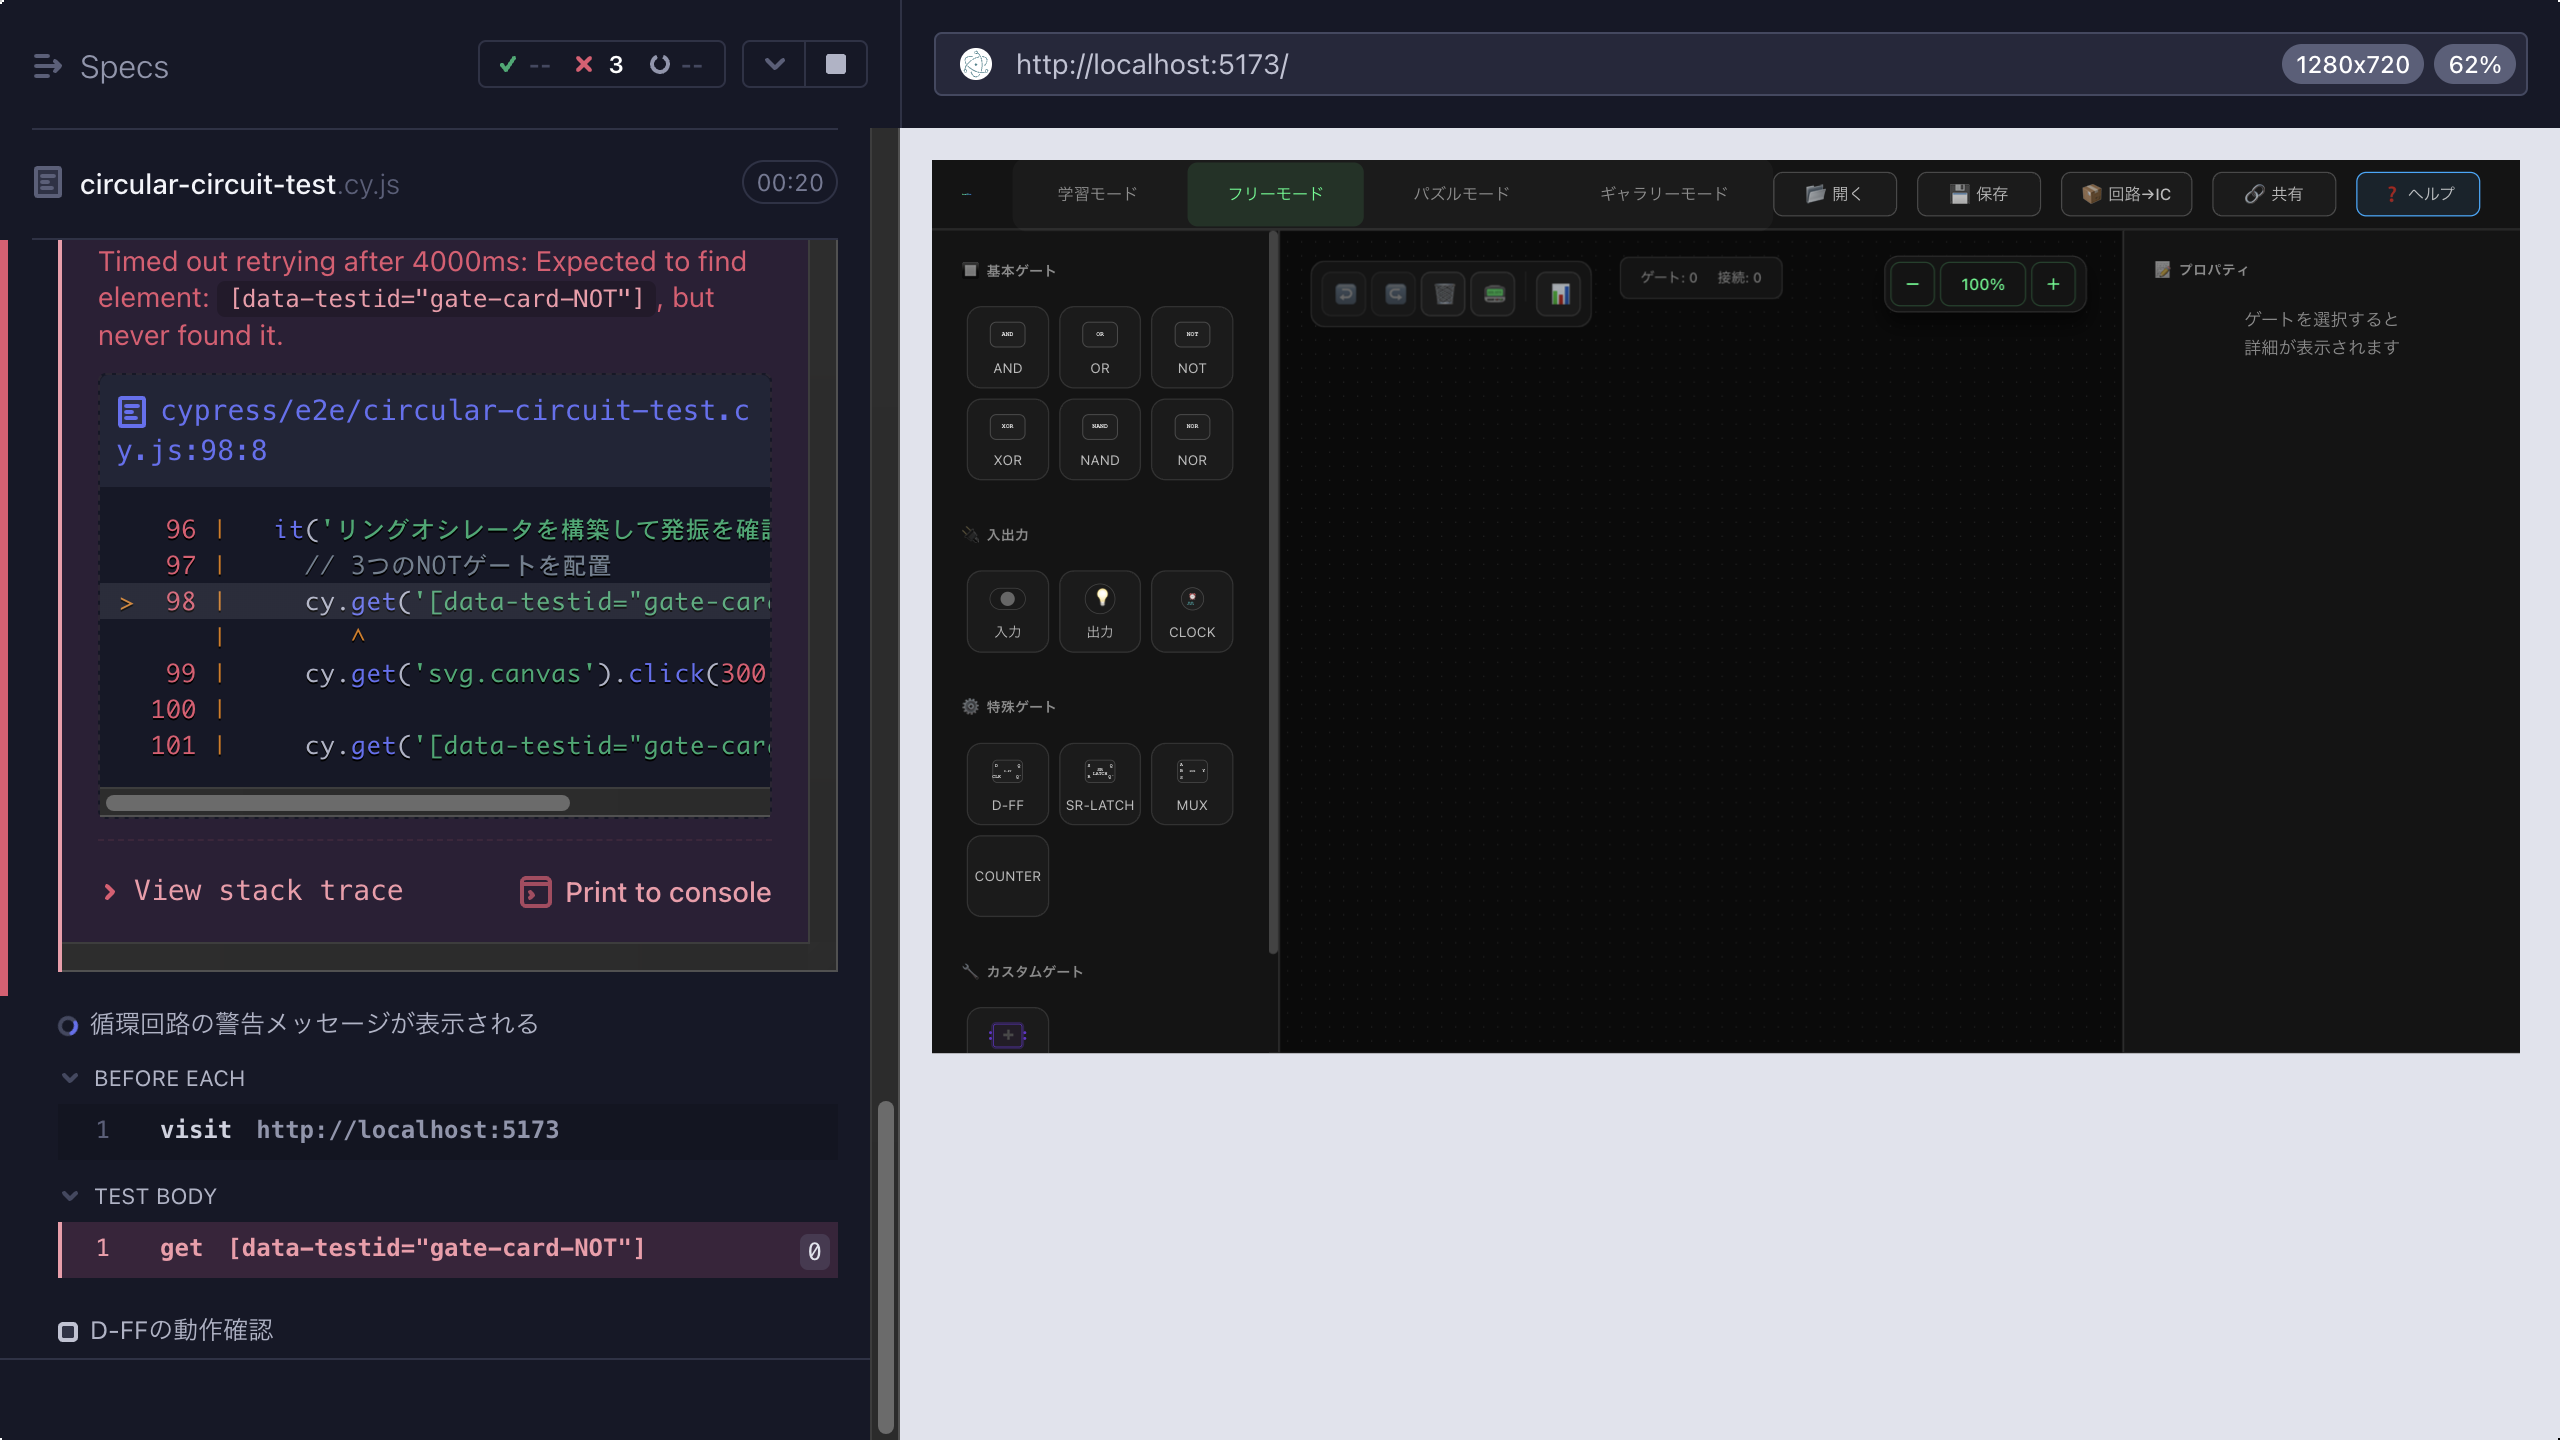 Specs
-- 3 --
circular-circuit-test.cy.js 00:20
Timed out retrying after 4000ms: Expected to find
element: [data-testid="gate-card-NOT"], but
never found it.
cypress/e2e/circular-circuit-test.c
y.js:98:8
96 | it('リングオシレータを構築して発振を確認
97 | // 3つのNOTゲートを配置
> 98 | cy.get('[data-testid="gate-card
| ^
99 | cy.get('svg.canvas').click(300
100 |
101 | cy.get('[data-testid="gate-card
> View stack trace
Print to console
循環回路の警告メッセージが表示される
BEFORE EACH
1 visit http://localhost:5173
TEST BODY
1 get [data-testid="gate-card-NOT"] 0
D-FFの動作確認
http://localhost:5173/
1280x720 62%
学習モード フリーモード パズルモード ギャラリーモード 開く 保存 回路→IC 共有 ヘルプ
基本ゲート
AND OR NOT
AND OR NOT
XOR NAND NOR
XOR NAND NOR
入出力
入力 出力 CLOCK
特殊ゲート
D-FF SR-LATCH MUX
COUNTER
カスタムゲート
ゲート: 0 接続: 0
− 100% +
プロパティ
ゲートを選択すると
詳細が表示されます